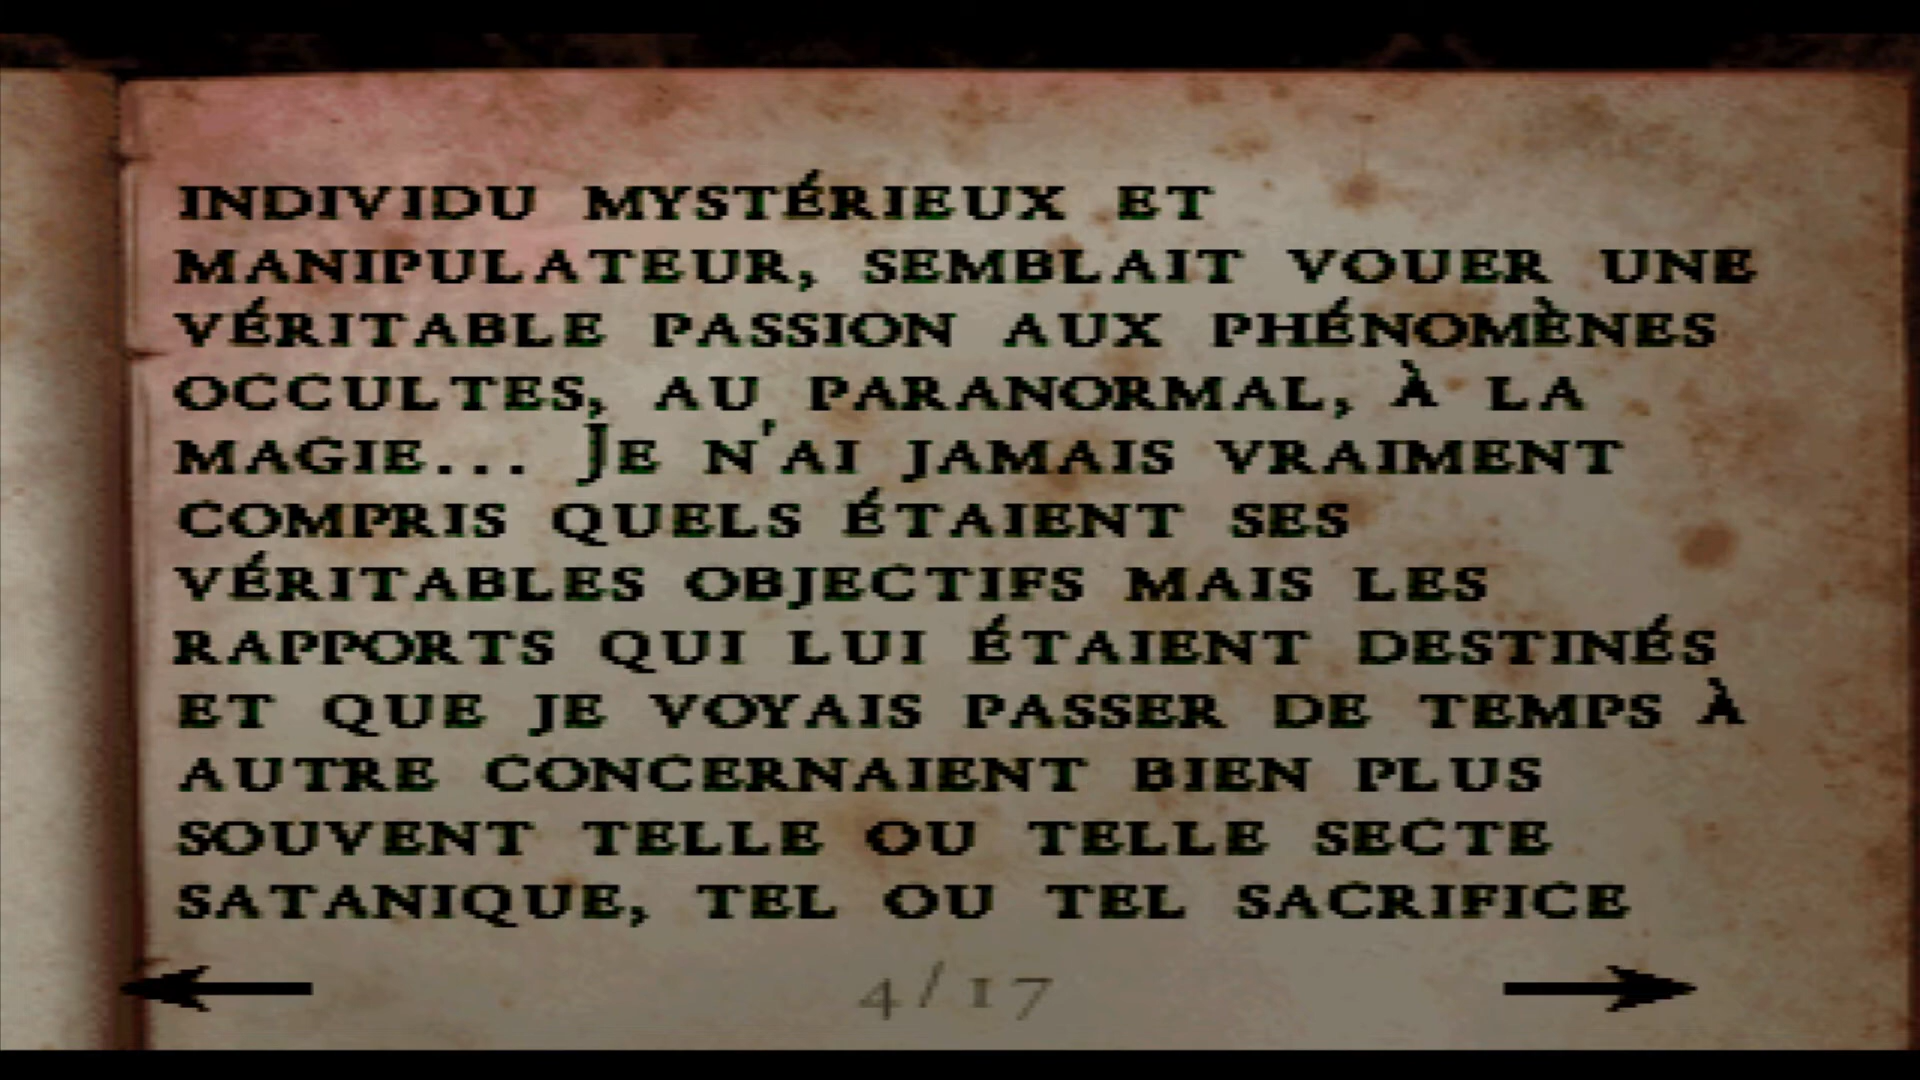 INDIVIDU MYSTÉRIEUX ET
MANIPULATEUR, SEMBLAIT VOUER UNE
VÉRITABLE PASSION AUX PHÉNOMÈNES
OCCULTES, AU PARANORMAL, À LA
MAGIE... JE N'AI JAMAIS VRAIMENT
COMPRIS QUELS ÉTAIENT SES
VÉRITABLES OBJECTIFS MAIS LES
RAPPORTS QUI LUI ÉTAIENT DESTINÉS
ET QUE JE VOYAIS PASSER DE TEMPS À
AUTRE CONCERNAIENT BIEN PLUS
SOUVENT TELLE OU TELLE SECTE
SATANIQUE, TEL OU TEL SACRIFICE
4/17